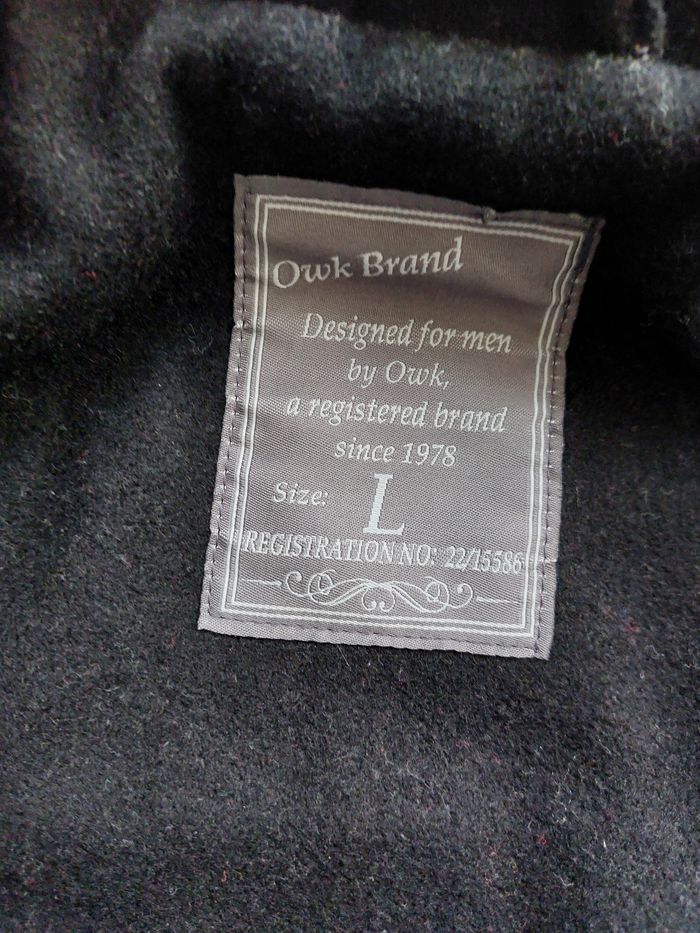 Owk Brand
Designed for men
by Owk,
a registered brand
since 1978
Size: L
REGISTRATION NO: 22/15586